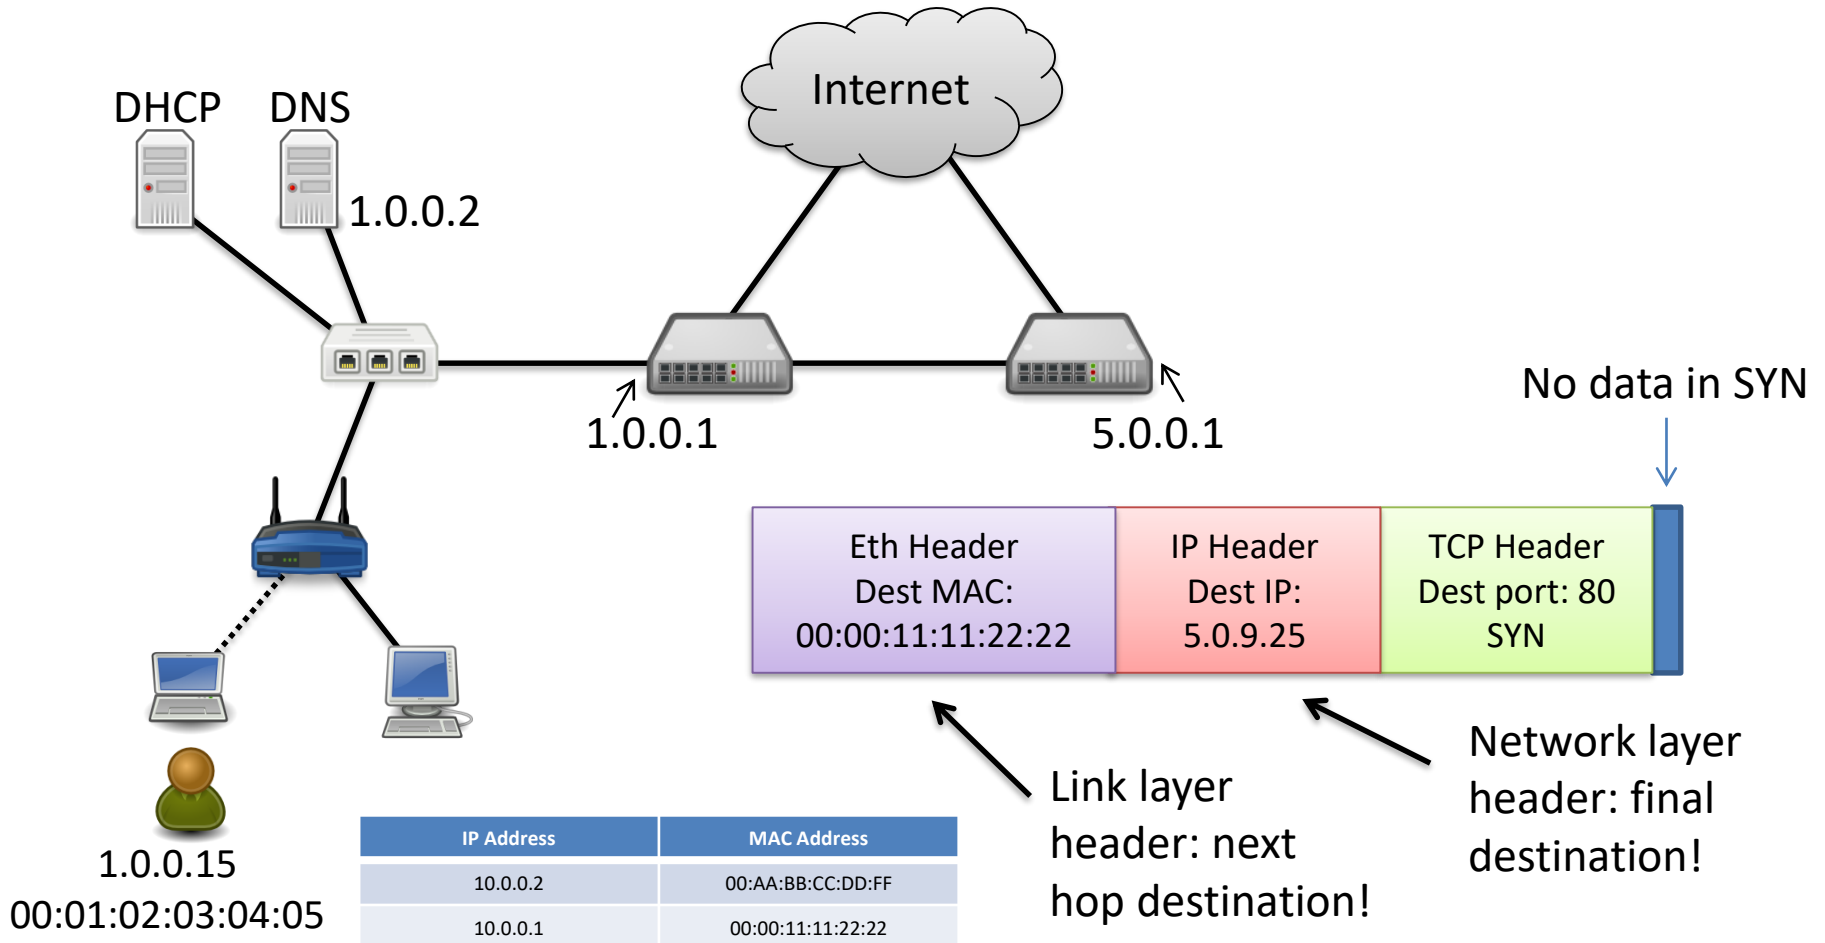 Internet
DHCP
DNS
1.0.0.2
1.0.0.1
5.0.0.1
No data in SYN
Eth Header
Dest MAC:
00:00:11:11:22:22
IP Header
Dest IP:
5.0.9.25
TCP Header
Dest port: 80
SYN
Link layer
header: next
hop destination!
Network layer
header: final
destination!
1.0.0.15
00:01:02:03:04:05
IP Address MAC Address
10.0.0.2 00:AA:BB:CC:DD:FF
10.0.0.1 00:00:11:11:22:22